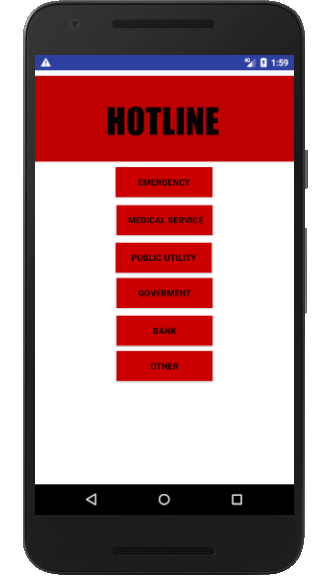 1:59
HOTLINE
EMERGENCY
MEDICAL SERVICE
PUBLIC UTILITY
GOVERMENT
BANK
OTHER